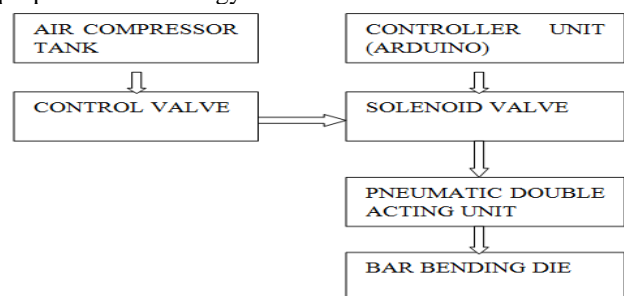 AIR COMPRESSOR
TANK
CONTROLLER UNIT
(ARDUINO)
CONTROL VALVE
SOLENOID VALVE
PNEUMATIC DOUBLE
ACTING UNIT
BAR BENDING DIE